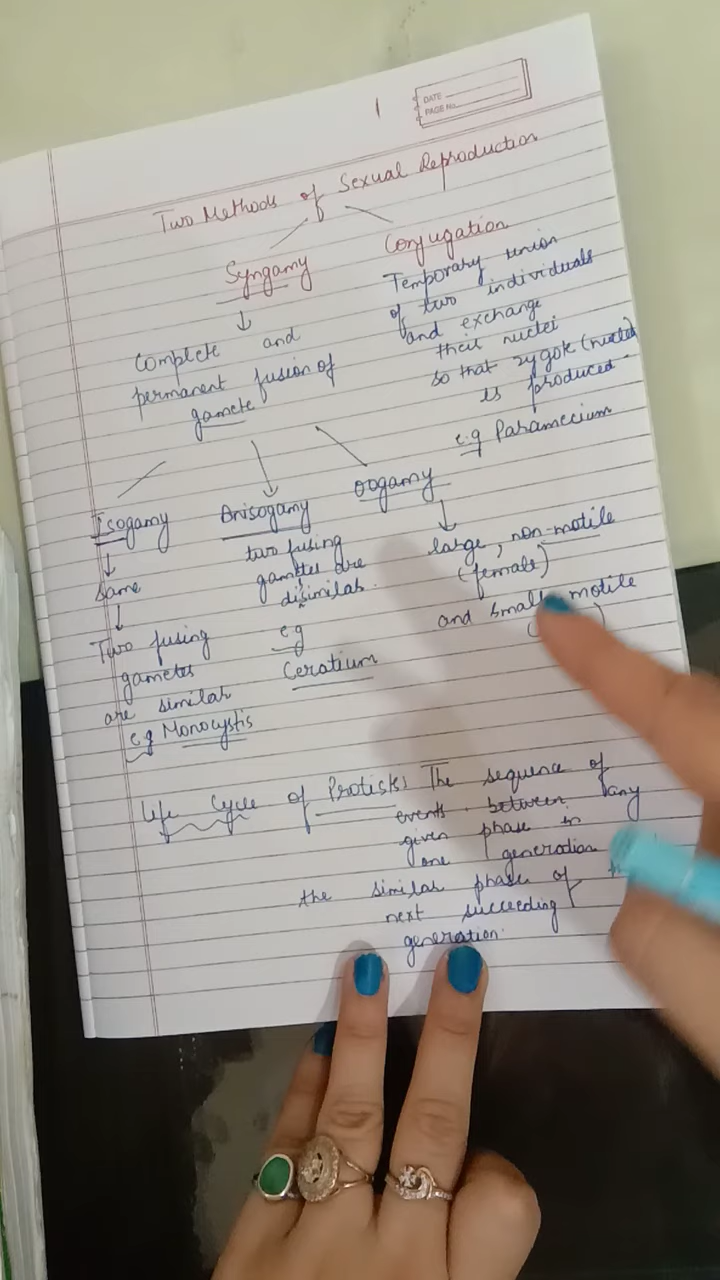 1
DATE
PAGE No.
Two Methods of Sexual Reproduction
Syngamy
Complete and
permanent fusion of
gamete
Conjugation
Temporary union
of two individuals
and exchange
their nuclei
so that zygote (nucleus
is produced
e.g Paramecium
Isogamy
Same
Two fusing
gametes
are similar
e.g Monocystis
Anisogamy
two fusing
gametes are
disimilar.
e.g
Ceratium
Oogamy
large, non-motile
(female)
and small motile
Life Cycle of Protists: The sequence of
events between any
given phase in
one generation
the similar phase of
next succeeding
generation.